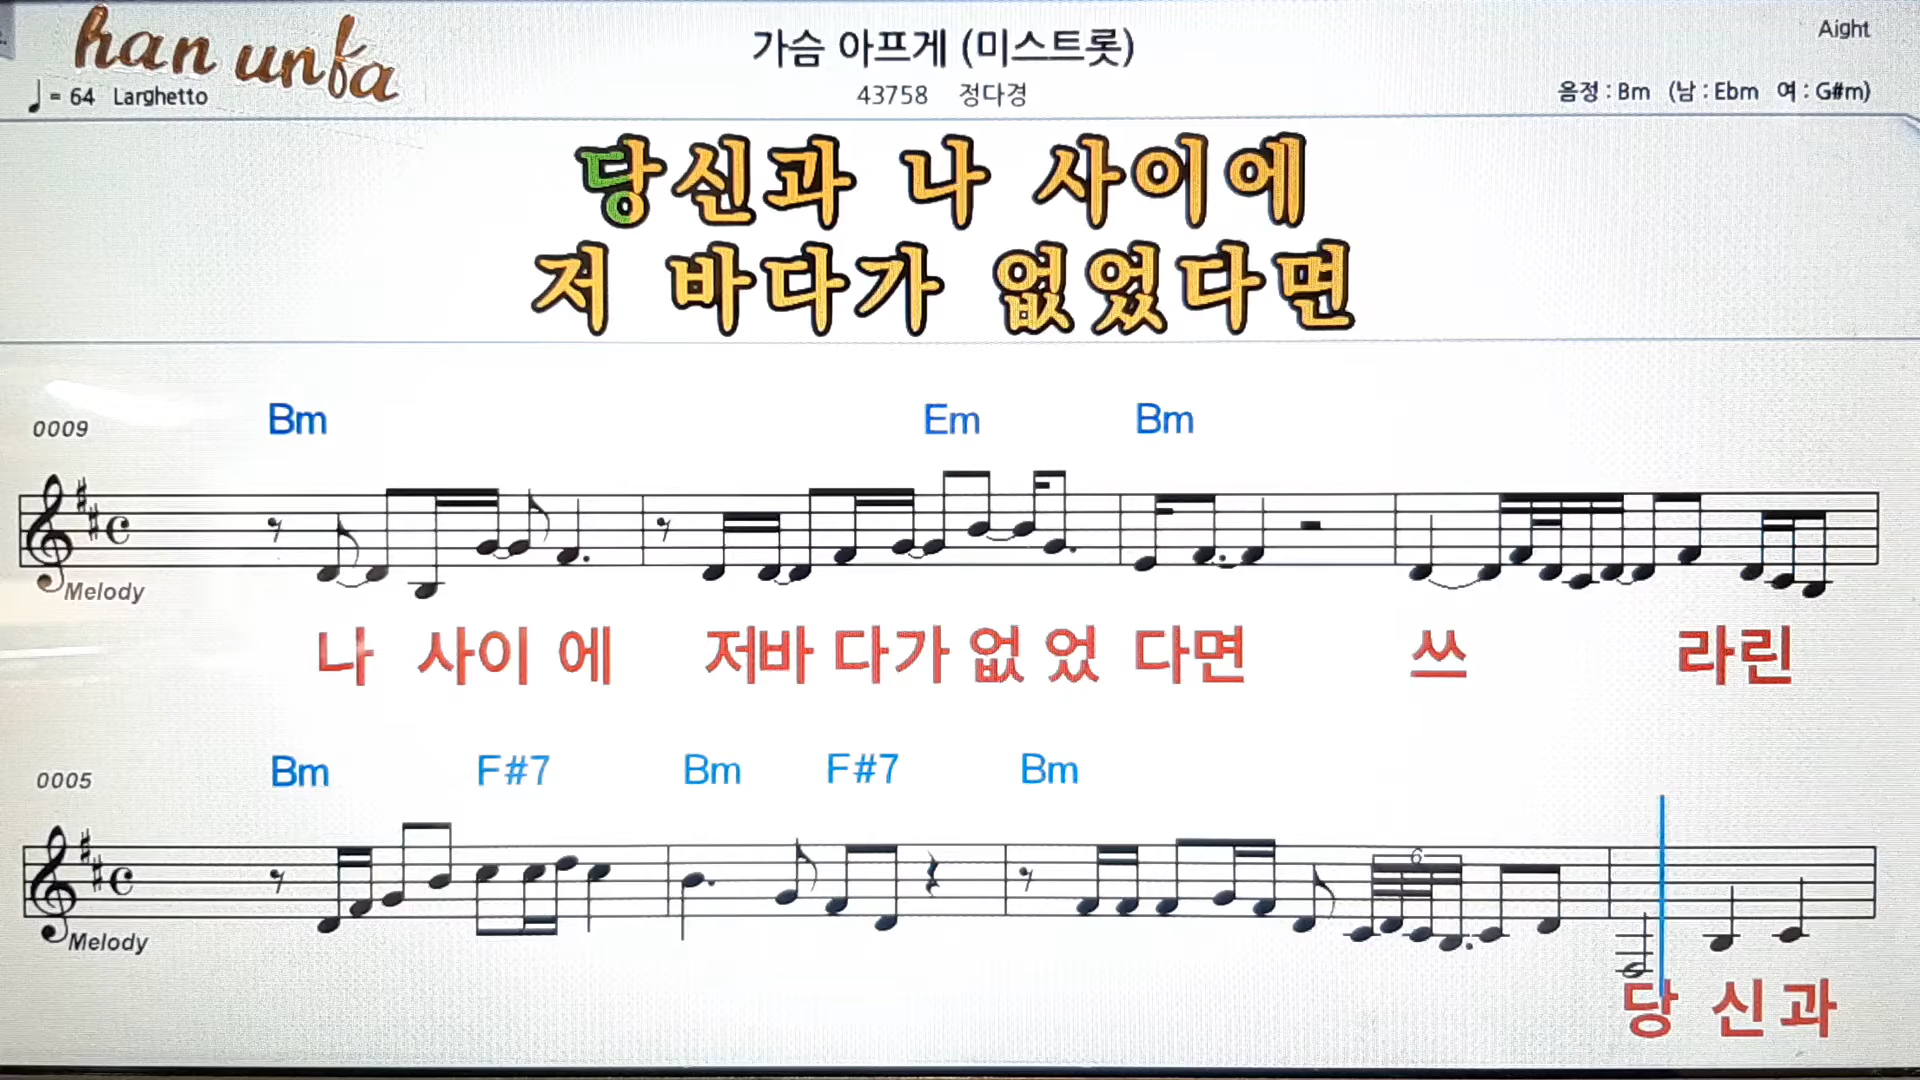 han unfa
가슴 아프게 (미스트롯)
Aight
♩= 64 Larghetto
43758 정다경
음정 : Bm (남 : Ebm 여 : G#m)
당신과 나 사이에
저 바다가 없었다면
0009 Bm Em Bm
Melody
나 사이 에 저바 다가 없 었 다면 쓰 라린
0005 Bm F#7 Bm F#7 Bm
6
Melody
당 신과